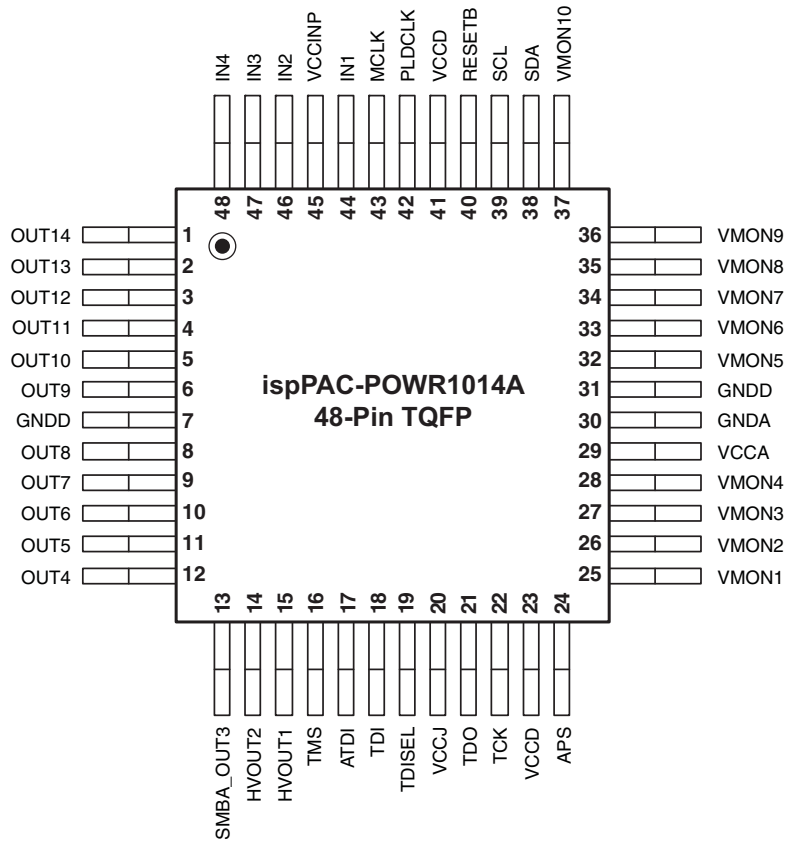 IN4
IN3
IN2
VCCINP
IN1
MCLK
PLDCLK
VCCD
RESETB
SCL
SDA
VMON10
48
47
46
45
44
43
42
41
40
39
38
37
OUT14 1
OUT13 2
OUT12 3
OUT11 4
OUT10 5
OUT9 6
GNDD 7
OUT8 8
OUT7 9
OUT6 10
OUT5 11
OUT4 12
ispPAC-POWR1014A
48-Pin TQFP
36 VMON9
35 VMON8
34 VMON7
33 VMON6
32 VMON5
31 GNDD
30 GNDA
29 VCCA
28 VMON4
27 VMON3
26 VMON2
25 VMON1
13
14
15
16
17
18
19
20
21
22
23
24
SMBA_OUT3
HVOUT2
HVOUT1
TMS
ATDI
TDI
TDISEL
VCCJ
TDO
TCK
VCCD
APS